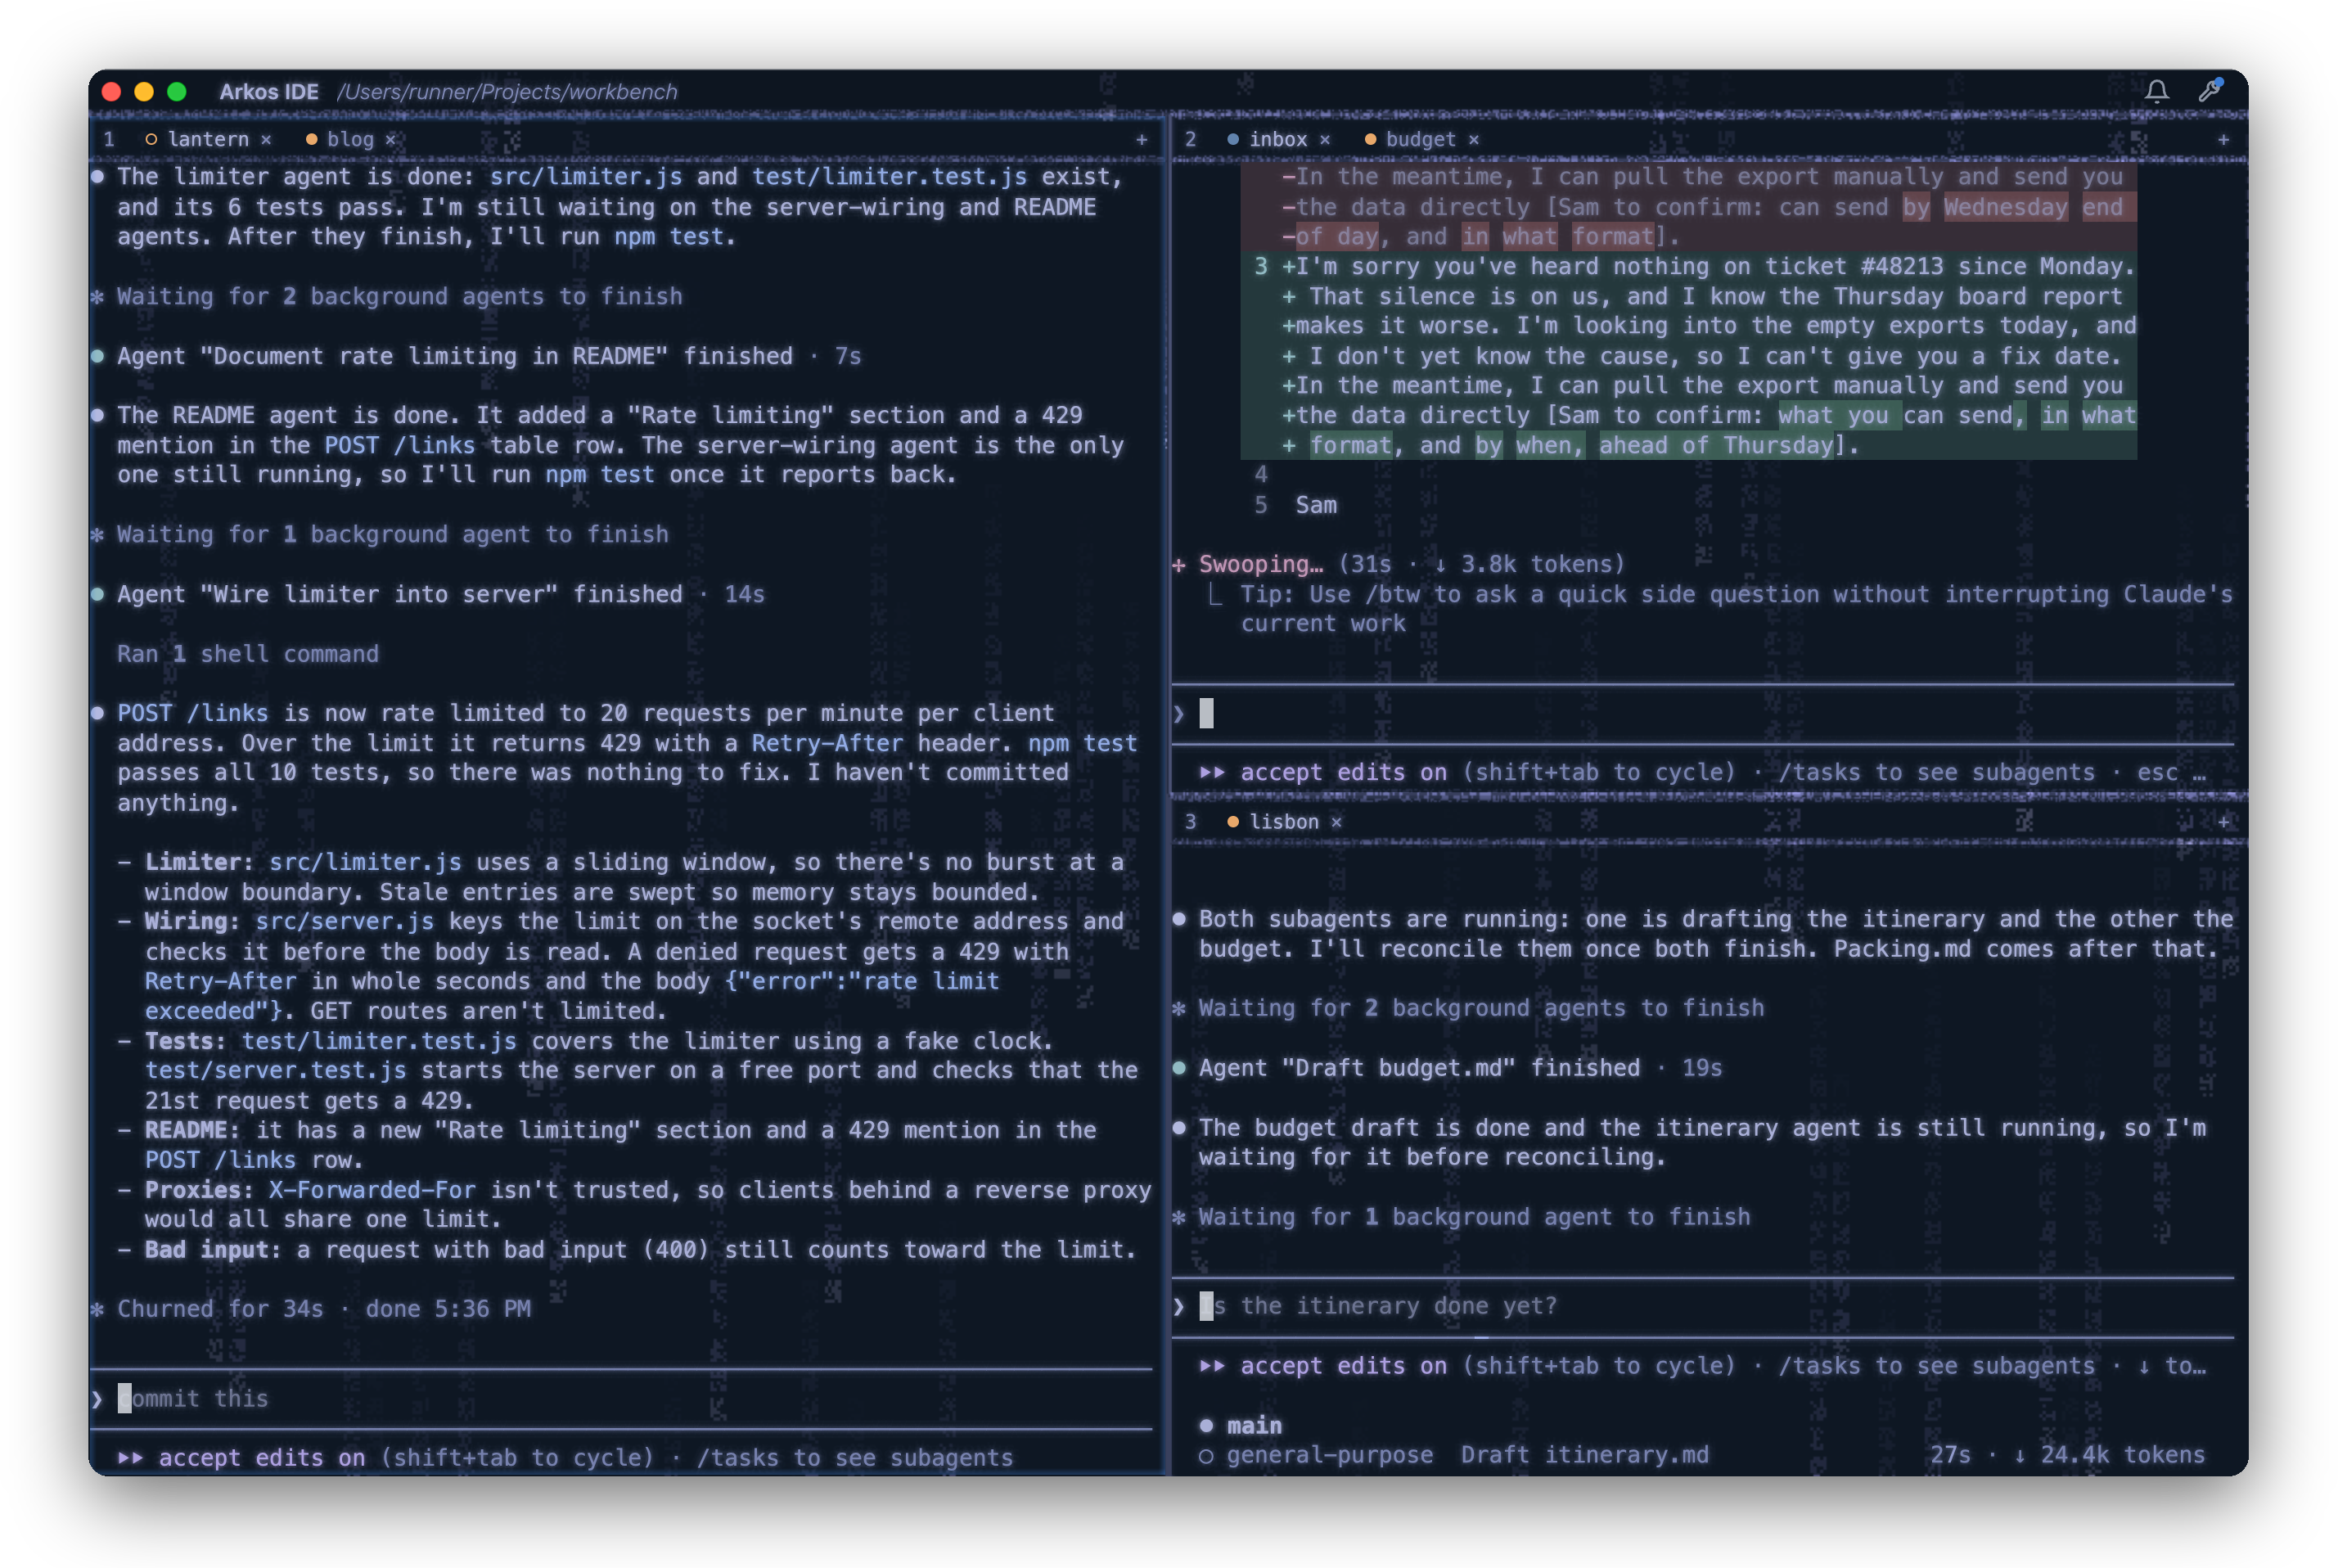 Arkos IDE /Users/runner/Projects/workbench
1 lantern × blog × +
● The limiter agent is done: src/limiter.js and test/limiter.test.js exist,
and its 6 tests pass. I'm still waiting on the server-wiring and README
agents. After they finish, I'll run npm test.
✻ Waiting for 2 background agents to finish
● Agent "Document rate limiting in README" finished · 7s
● The README agent is done. It added a "Rate limiting" section and a 429
mention in the POST /links table row. The server-wiring agent is the only
one still running, so I'll run npm test once it reports back.
✻ Waiting for 1 background agent to finish
● Agent "Wire limiter into server" finished · 14s
Ran 1 shell command
● POST /links is now rate limited to 20 requests per minute per client
address. Over the limit it returns 429 with a Retry-After header. npm test
passes all 10 tests, so there was nothing to fix. I haven't committed
anything.
- Limiter: src/limiter.js uses a sliding window, so there's no burst at a
window boundary. Stale entries are swept so memory stays bounded.
- Wiring: src/server.js keys the limit on the socket's remote address and
checks it before the body is read. A denied request gets a 429 with
Retry-After in whole seconds and the body {"error":"rate limit
exceeded"}. GET routes aren't limited.
- Tests: test/limiter.test.js covers the limiter using a fake clock.
test/server.test.js starts the server on a free port and checks that the
21st request gets a 429.
- README: it has a new "Rate limiting" section and a 429 mention in the
POST /links row.
- Proxies: X-Forwarded-For isn't trusted, so clients behind a reverse proxy
would all share one limit.
- Bad input: a request with bad input (400) still counts toward the limit.
✻ Churned for 34s · done 5:36 PM
❯ commit this
⏵⏵ accept edits on (shift+tab to cycle) · /tasks to see subagents
2 inbox × budget × +
-In the meantime, I can pull the export manually and send you
-the data directly [Sam to confirm: can send by Wednesday end
-of day, and in what format].
3 +I'm sorry you've heard nothing on ticket #48213 since Monday.
+ That silence is on us, and I know the Thursday board report
+makes it worse. I'm looking into the empty exports today, and
+ I don't yet know the cause, so I can't give you a fix date.
+In the meantime, I can pull the export manually and send you
+the data directly [Sam to confirm: what you can send, in what
+ format, and by when, ahead of Thursday].
4
5 Sam
✢ Swooping… (31s · ↓ 3.8k tokens)
⎿ Tip: Use /btw to ask a quick side question without interrupting Claude's
current work
❯
⏵⏵ accept edits on (shift+tab to cycle) · /tasks to see subagents · esc …
3 lisbon × +
● Both subagents are running: one is drafting the itinerary and the other the
budget. I'll reconcile them once both finish. Packing.md comes after that.
✻ Waiting for 2 background agents to finish
● Agent "Draft budget.md" finished · 19s
● The budget draft is done and the itinerary agent is still running, so I'm
waiting for it before reconciling.
✻ Waiting for 1 background agent to finish
❯ Is the itinerary done yet?
⏵⏵ accept edits on (shift+tab to cycle) · /tasks to see subagents · ↓ to…
● main
○ general-purpose Draft itinerary.md 27s · ↓ 24.4k tokens